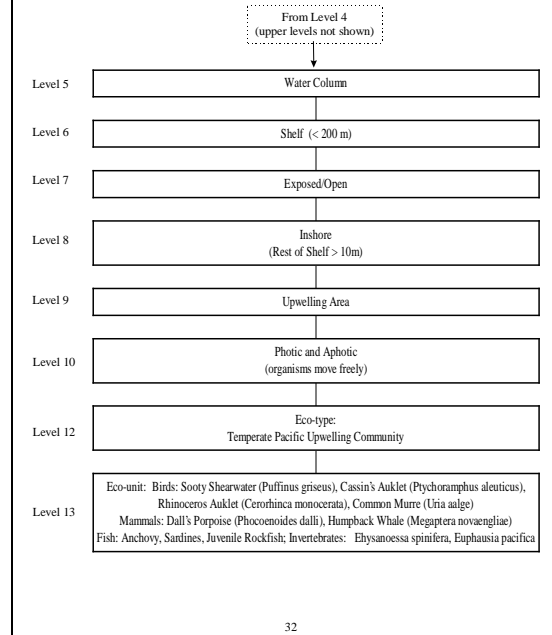 From Level 4
(upper levels not shown)
Level 5
Water Column
Level 6
Shelf (< 200 m)
Level 7
Exposed/Open
Level 8
Inshore
(Rest of Shelf > 10m)
Level 9
Upwelling Area
Level 10
Photic and Aphotic
(organisms move freely)
Level 12
Eco-type:
Temperate Pacific Upwelling Community
Level 13
Eco-unit: Birds: Sooty Shearwater (Puffinus griseus), Cassin's Auklet (Ptychoramphus aleuticus),
Rhinoceros Auklet (Cerorhinca monocerata), Common Murre (Uria aalge)
Mammals: Dall's Porpoise (Phocoenoides dalli), Humpback Whale (Megaptera novaengliae)
Fish: Anchovy, Sardines, Juvenile Rockfish; Invertebrates: Ehysanoessa spinifera, Euphausia pacifica
32